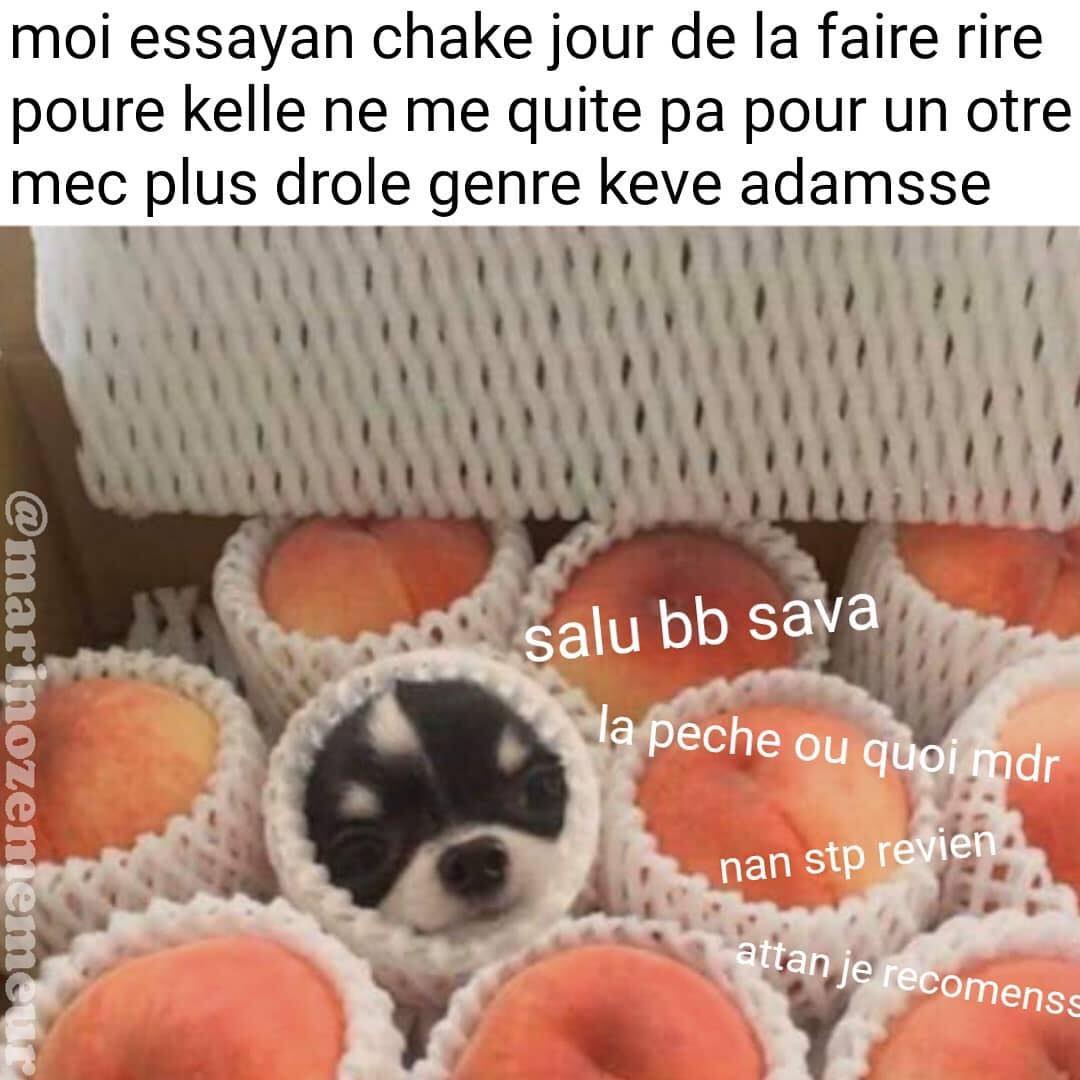 moi essayan chake jour de la faire rire
poure kelle ne me quite pa pour un otre
mec plus drole genre keve adamsse
salu bb sava
la peche ou quoi mdr
nan stp revien
attan je recomenss
@marinozememeur